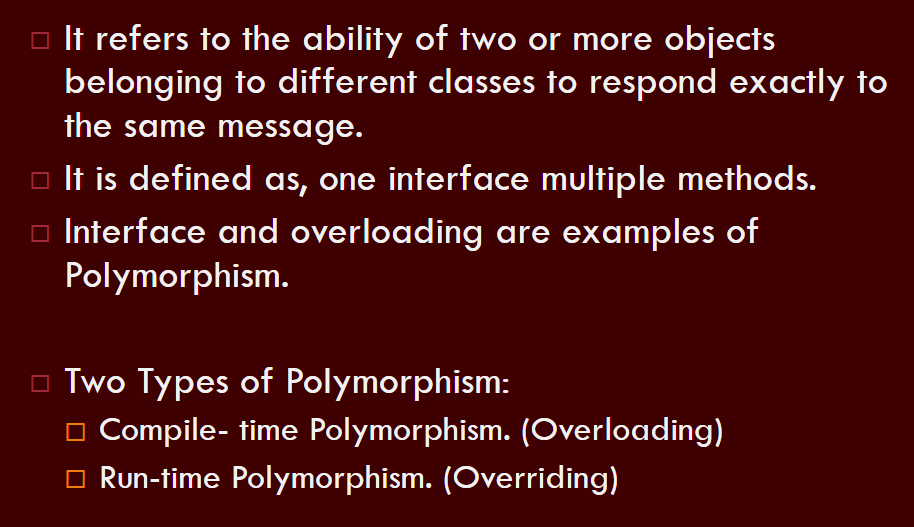 It refers to the ability of two or more objects
belonging to different classes to respond exactly to
the same message.
It is defined as, one interface multiple methods.
Interface and overloading are examples of
Polymorphism.
Two Types of Polymorphism:
Compile- time Polymorphism. (Overloading)
Run-time Polymorphism. (Overriding)